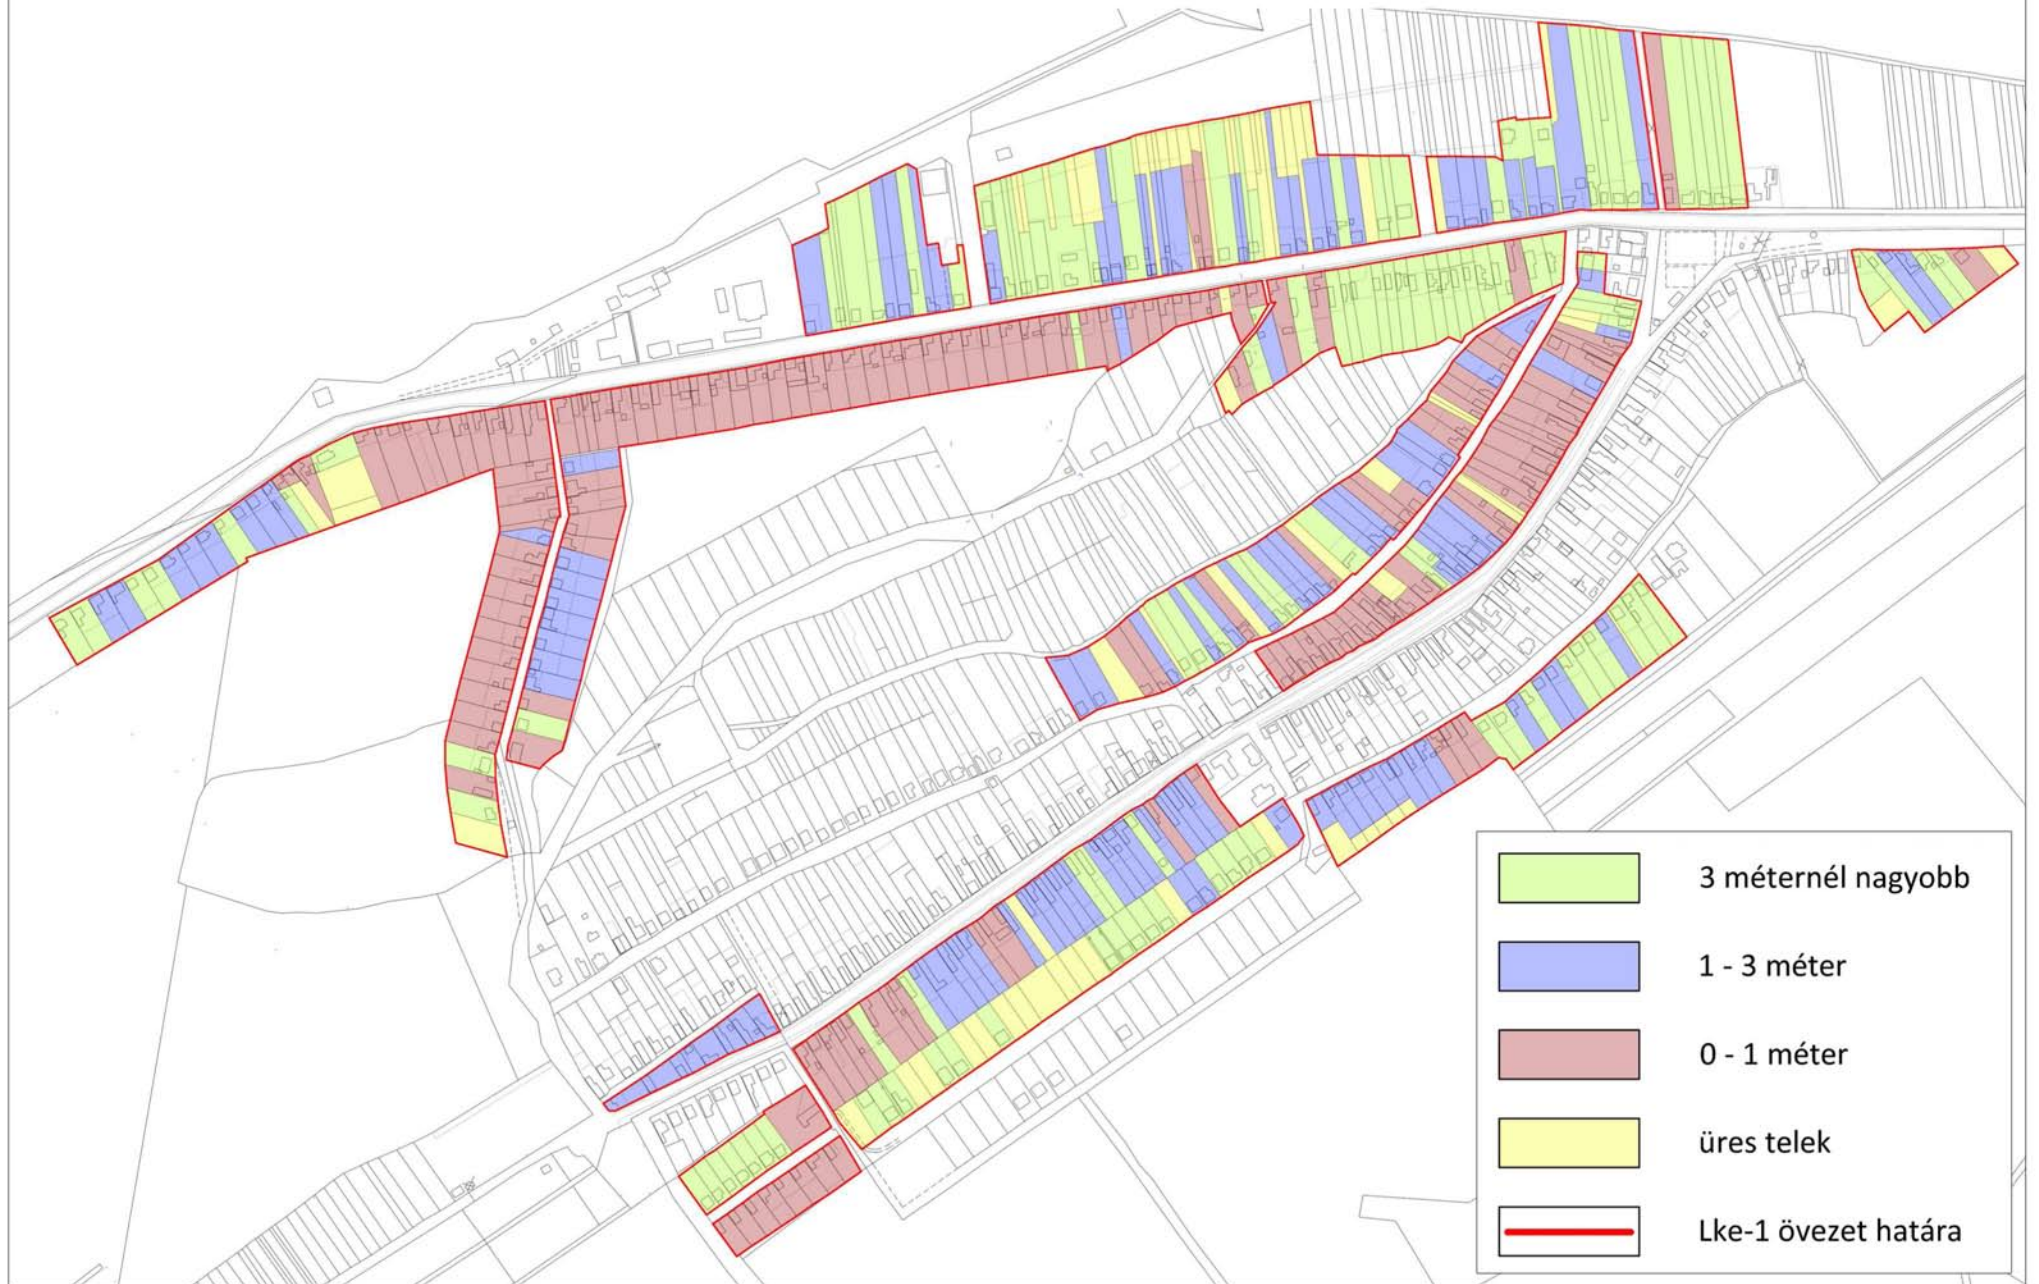 3 méternél nagyobb
1 - 3 méter
0 - 1 méter
üres telek
Lke-1 övezet határa